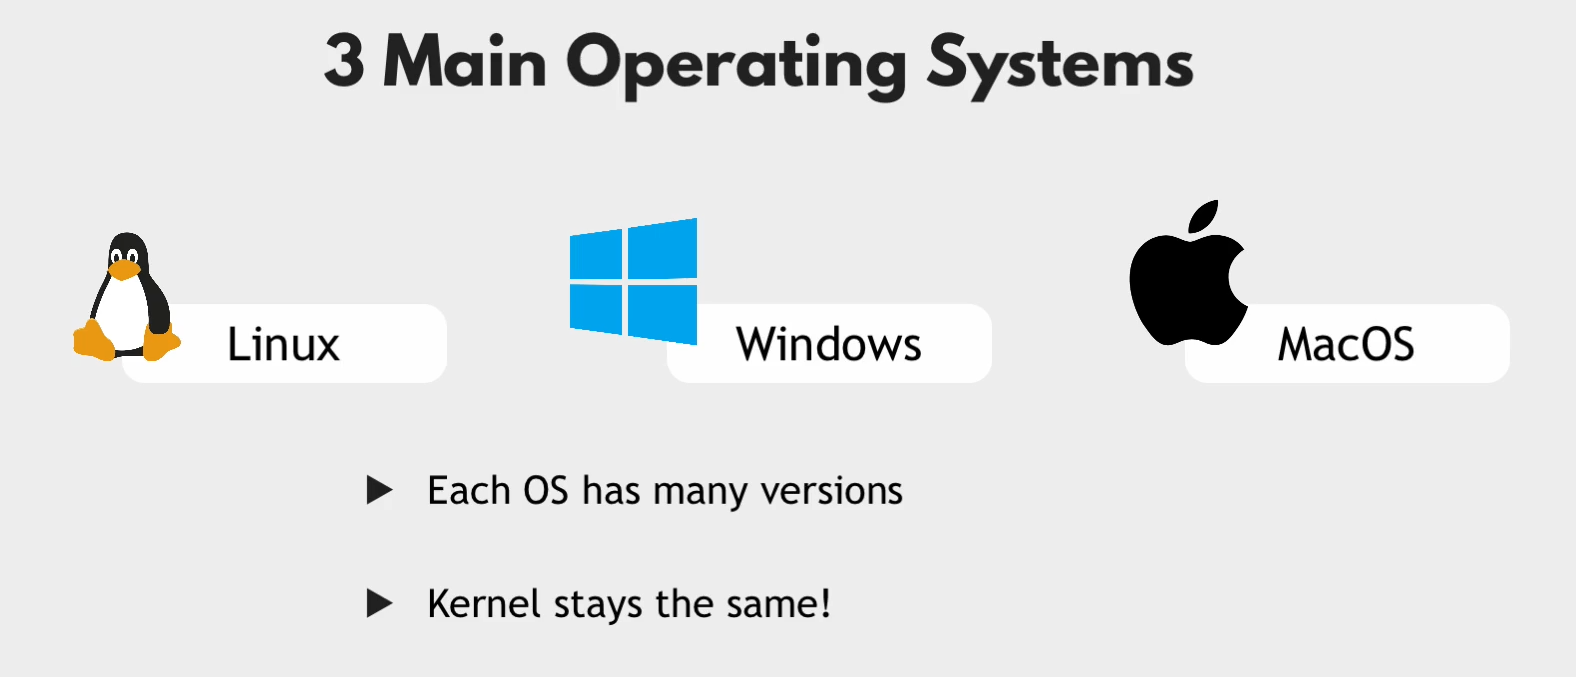 3 Main Operating Systems
Linux
Windows
MacOS
Each OS has many versions
Kernel stays the same!